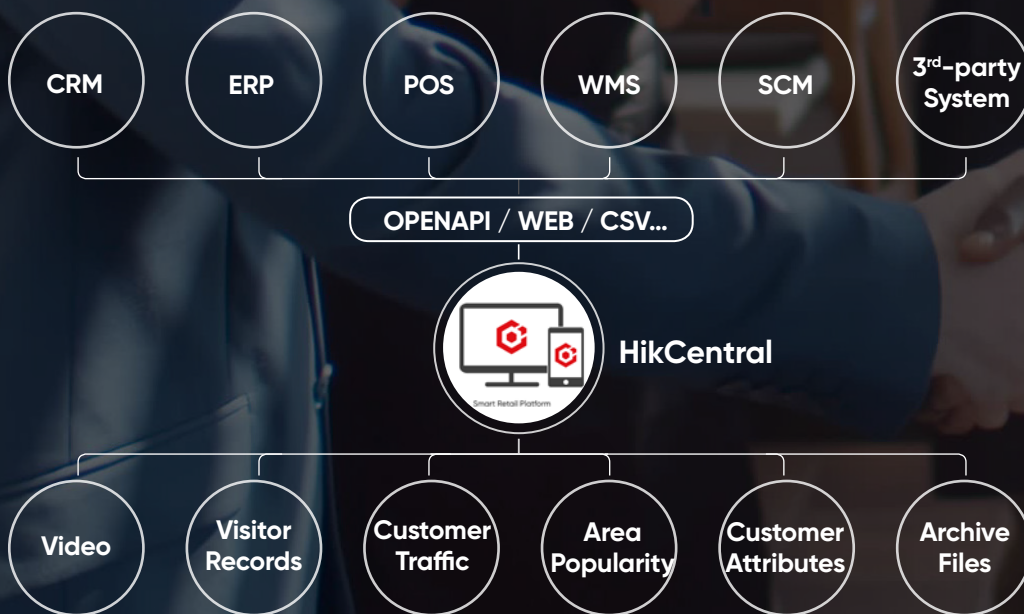 CRM
ERP
POS
WMS
SCM
3rd-party
System
OPENAPI / WEB / CSV...
Smart Retail Platform
HikCentral
Video
Visitor
Records
Customer
Traffic
Area
Popularity
Customer
Attributes
Archive
Files